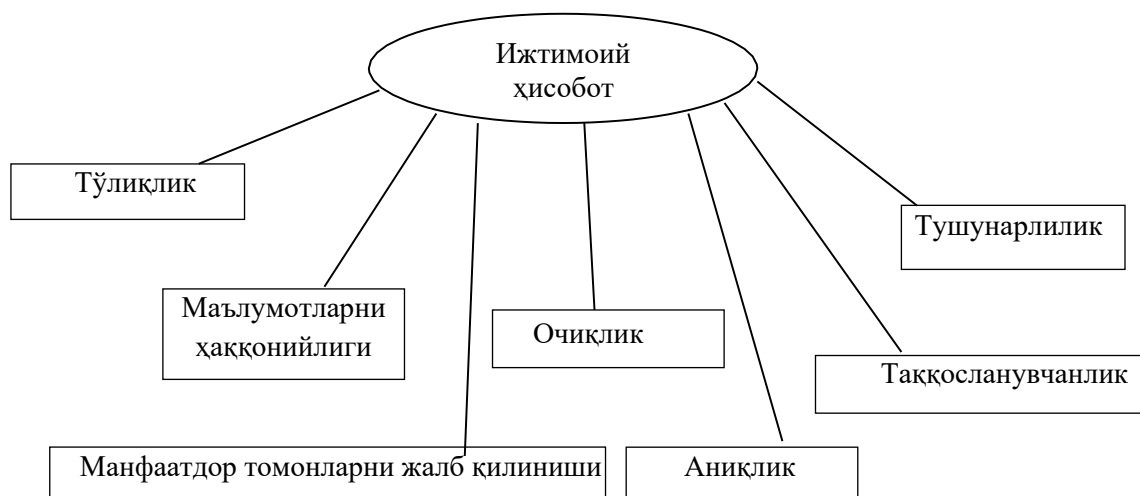 Ижтимоий
ҳисобот
Тўлиқлик
Тушунарлилик
Маълумотларни
ҳаққонийлиги
Очиқлик
Таққосланувчанлик
Манфаатдор томонларни жалб қилиниши
Аниқлик